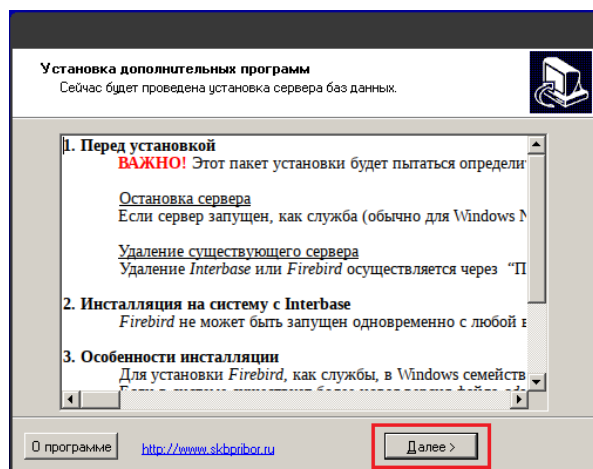 Установка дополнительных программ
Сейчас будет проведена установка сервера баз данных.
1. Перед установкой
ВАЖНО! Этот пакет установки будет пытаться определи
Остановка сервера
Если сервер запущен, как служба (обычно для Windows N
Удаление существующего сервера
Удаление Interbase или Firebird осуществляется через "П
2. Инсталляция на систему с Interbase
Firebird не может быть запущен одновременно с любой в
3. Особенности инсталляции
Для установки Firebird, как службы, в Windows семейств
О программе
http://www.skbpribor.ru
Далее >